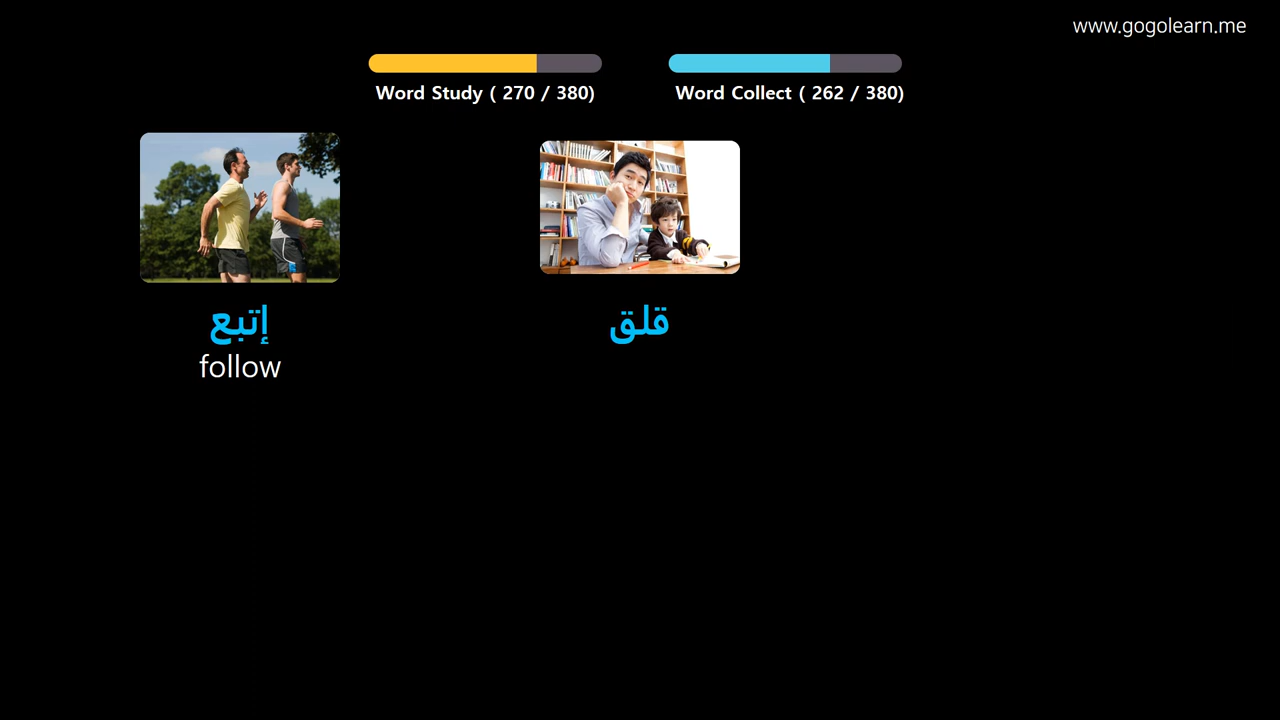 www.gogolearn.me
Word Study ( 270 / 380)
Word Collect ( 262 / 380)
إتبع
follow
قلق